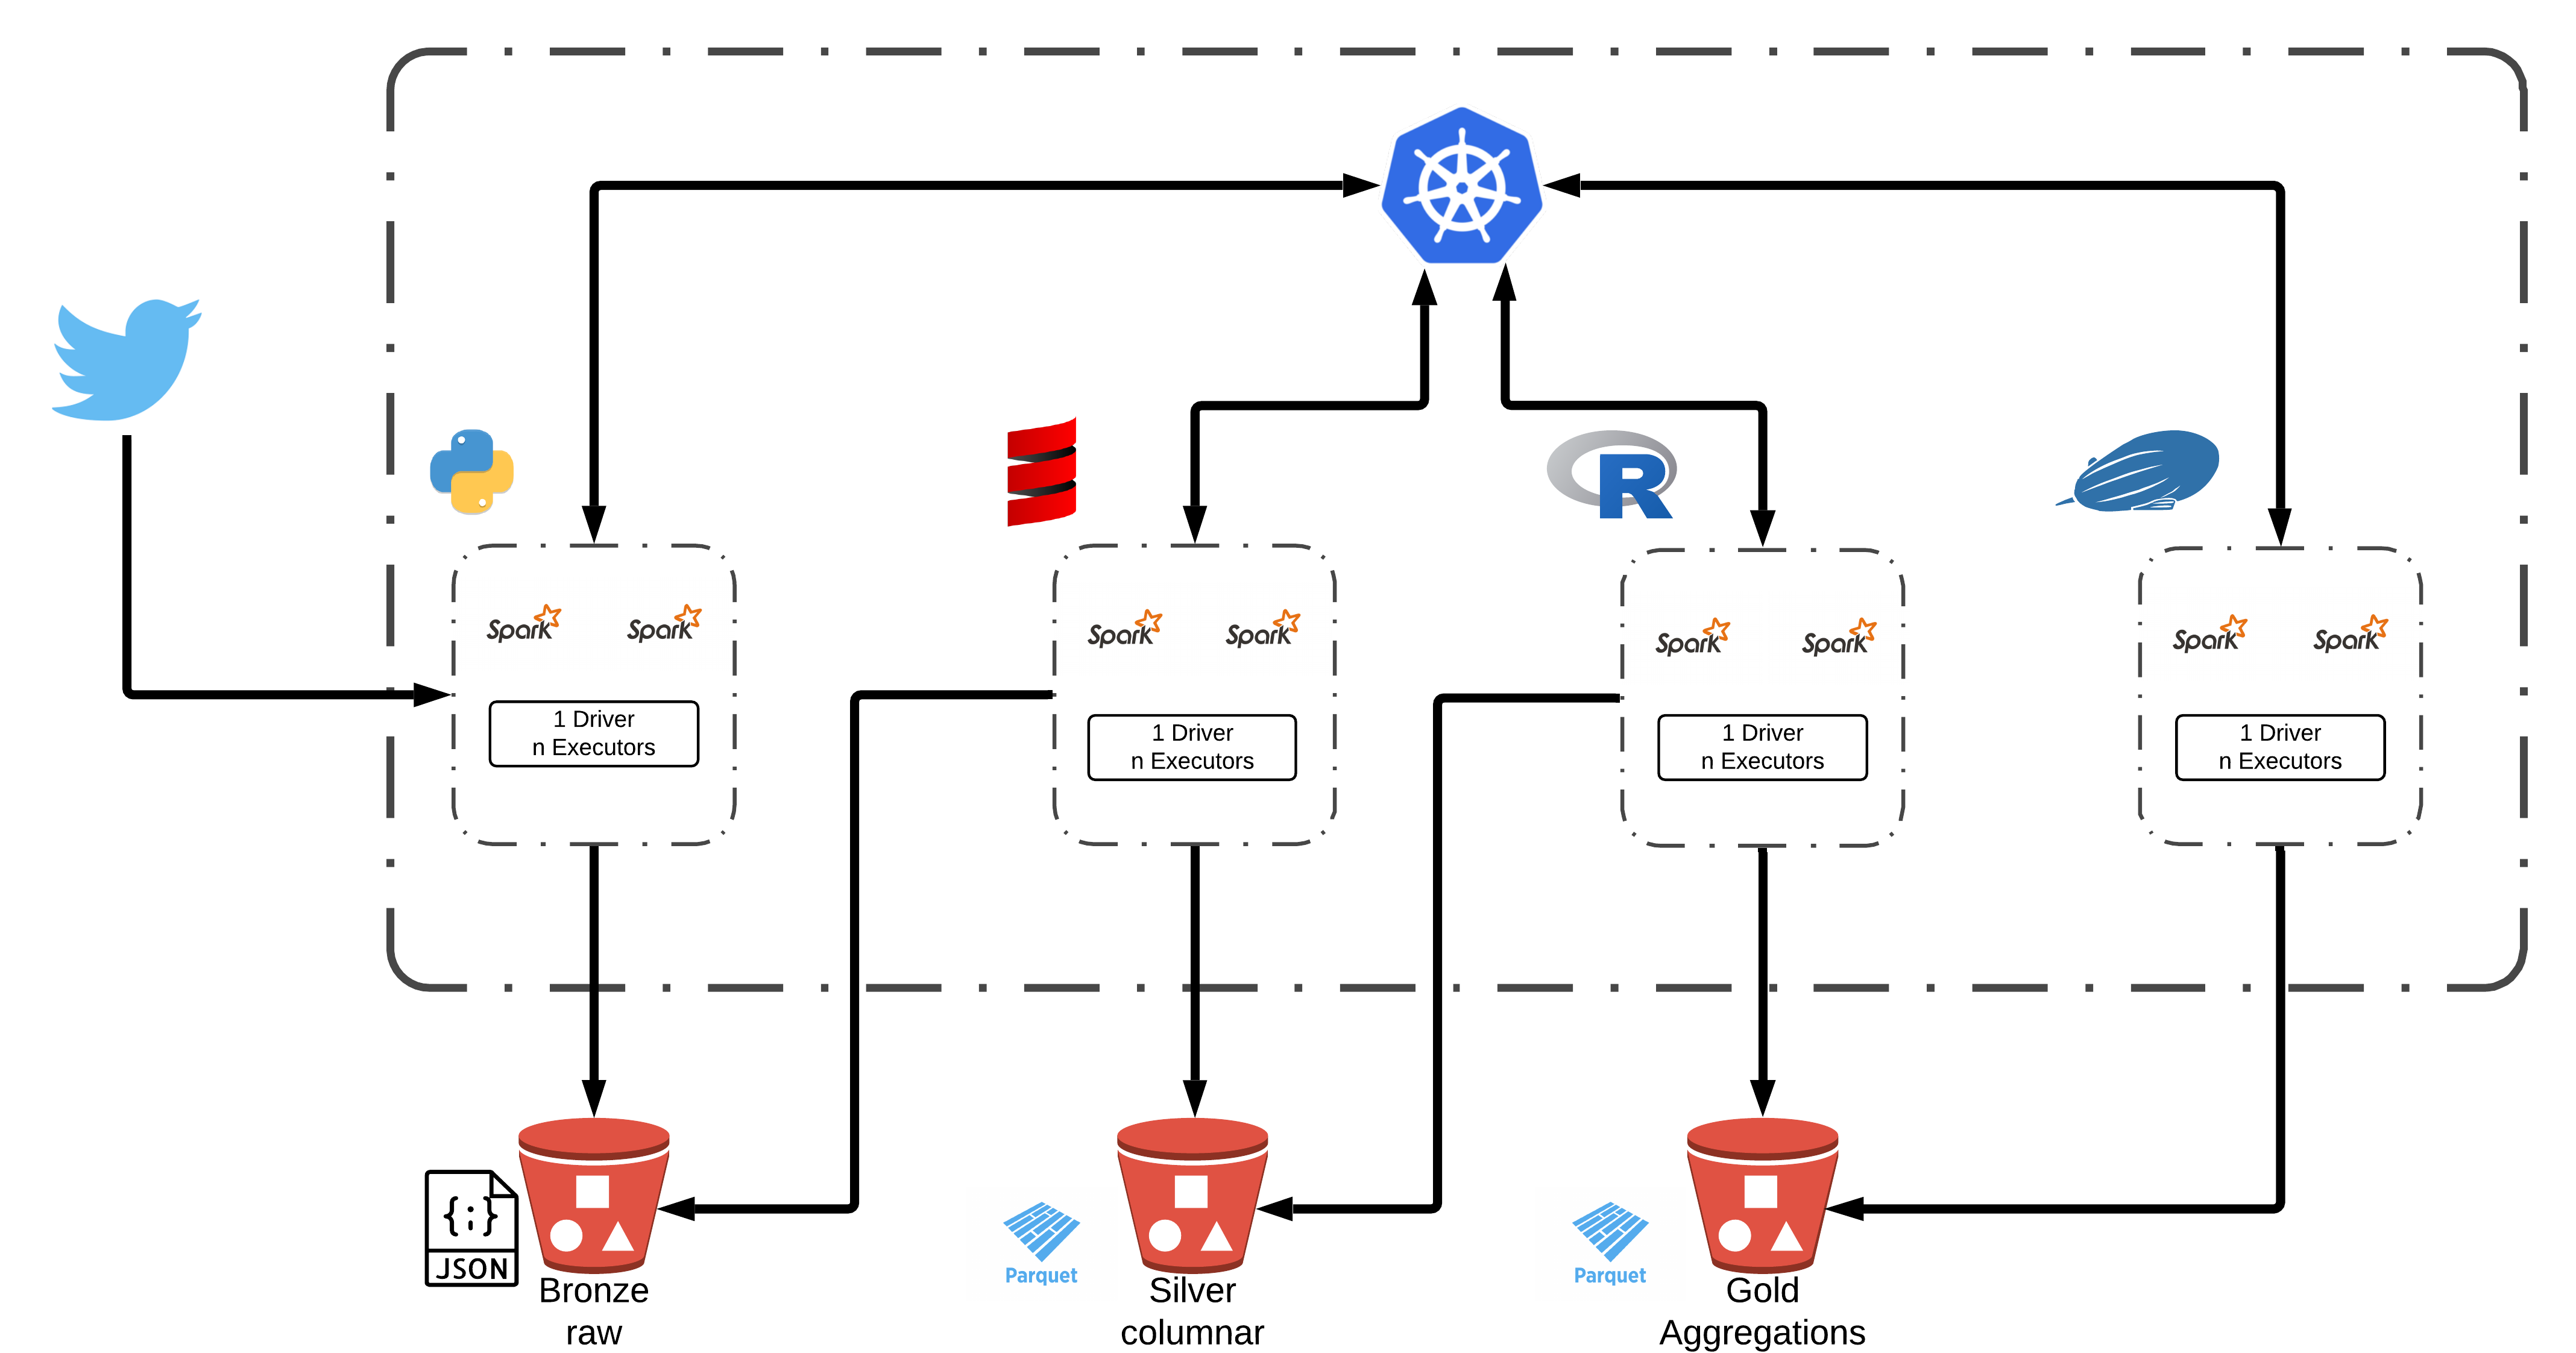 Spark Spark
1 Driver
n Executors
Spark Spark
1 Driver
n Executors
R
Spark Spark
1 Driver
n Executors
Spark Spark
1 Driver
n Executors
{;}
JSON
Bronze
raw
Parquet
Silver
columnar
Parquet
Gold
Aggregations